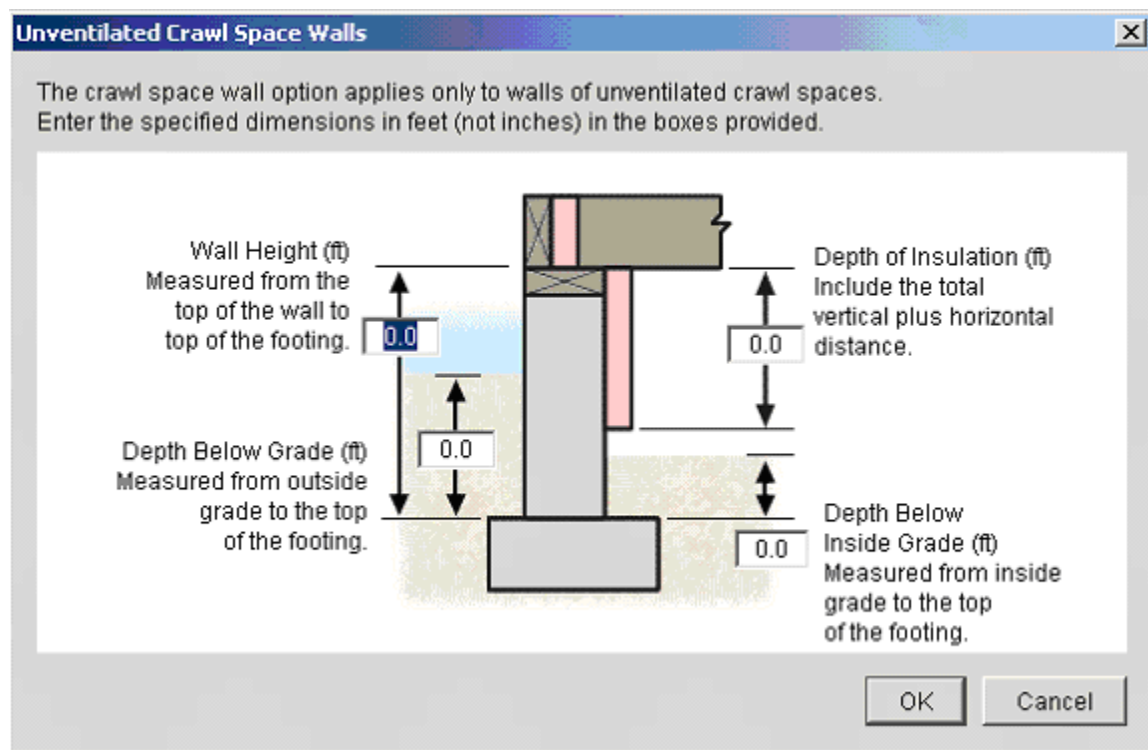 Unventilated Crawl Space Walls
The crawl space wall option applies only to walls of unventilated crawl spaces.
Enter the specified dimensions in feet (not inches) in the boxes provided.
Wall Height (ft)
Measured from the
top of the wall to
top of the footing.
0.0
Depth of Insulation (ft)
Include the total
vertical plus horizontal
distance.
0.0
Depth Below Grade (ft)
Measured from outside
grade to the top
of the footing.
0.0
Depth Below
Inside Grade (ft)
Measured from inside
grade to the top
of the footing.
0.0
OK
Cancel